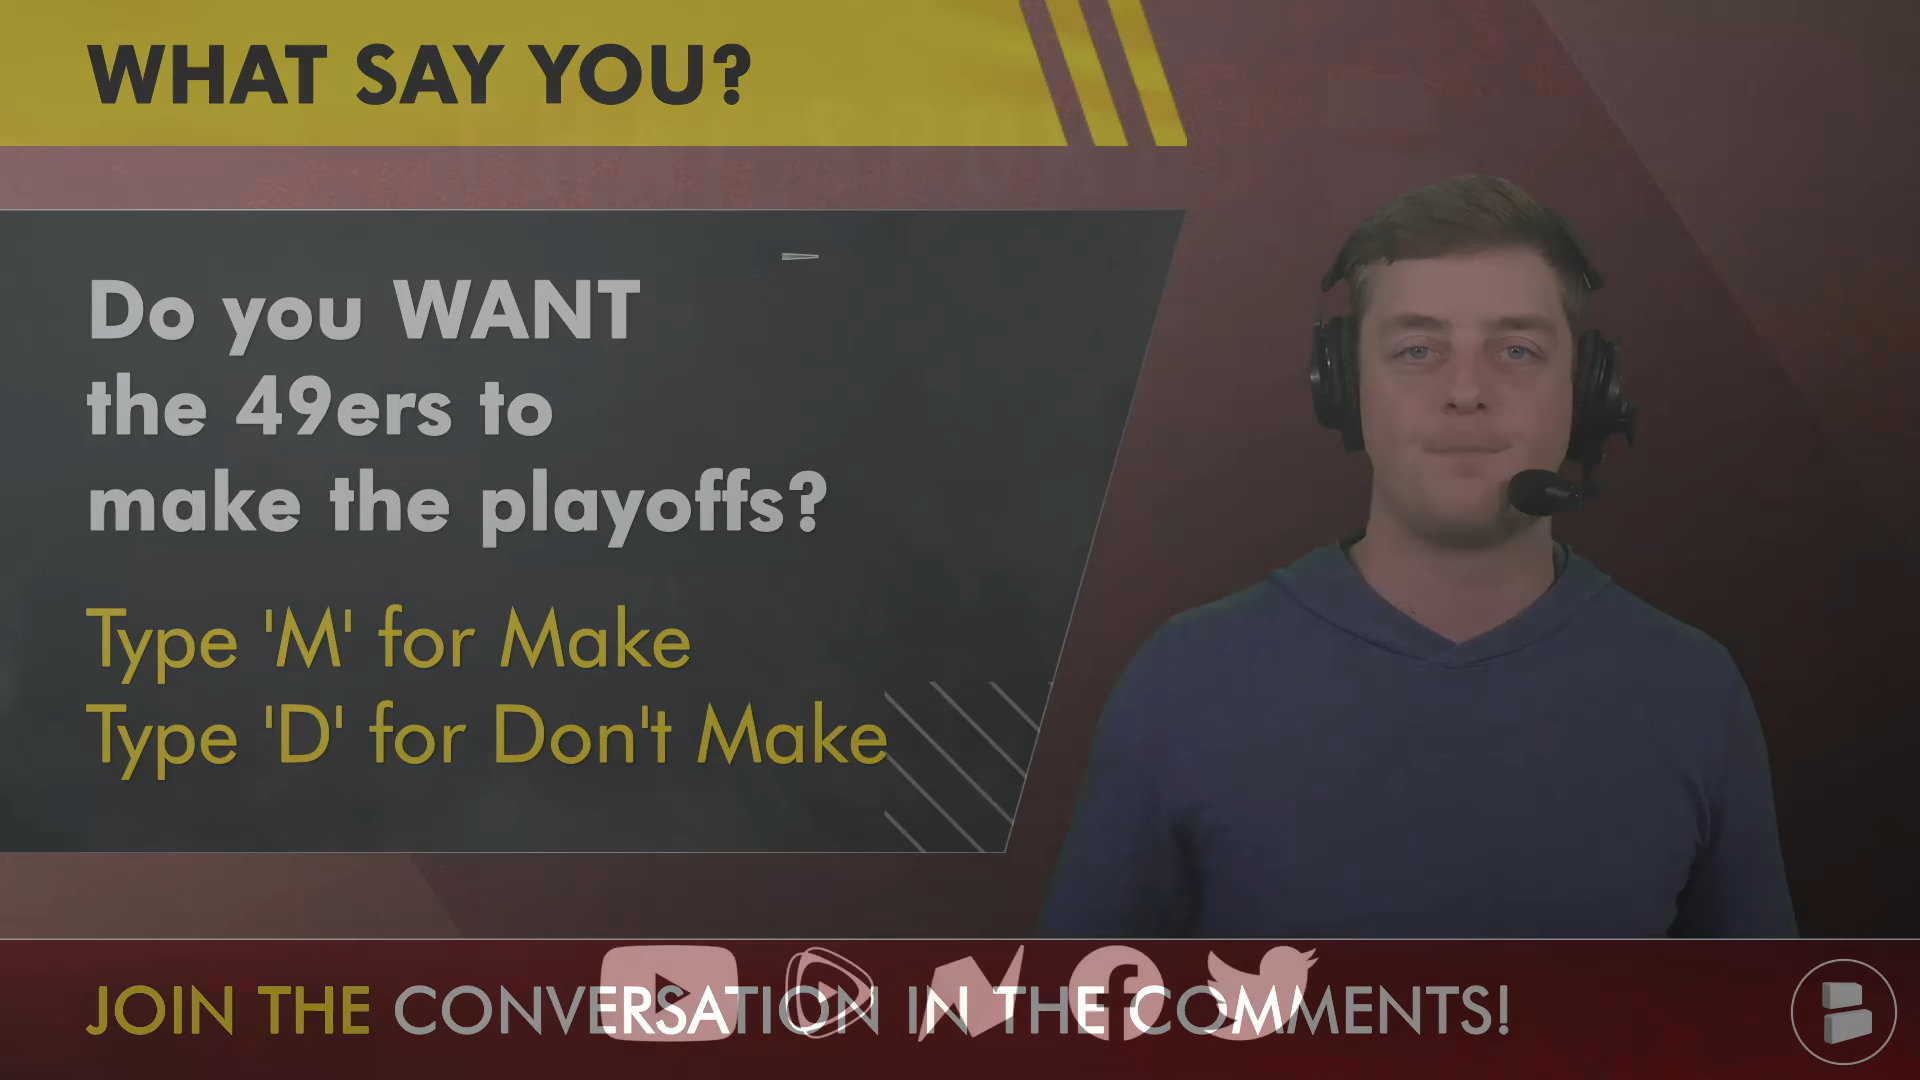 WHAT SAY YOU?
Do you WANT
the 49ers to
make the playoffs?
Type 'M' for Make
Type 'D' for Don't Make
JOIN THE CONVERSATION IN THE COMMENTS!